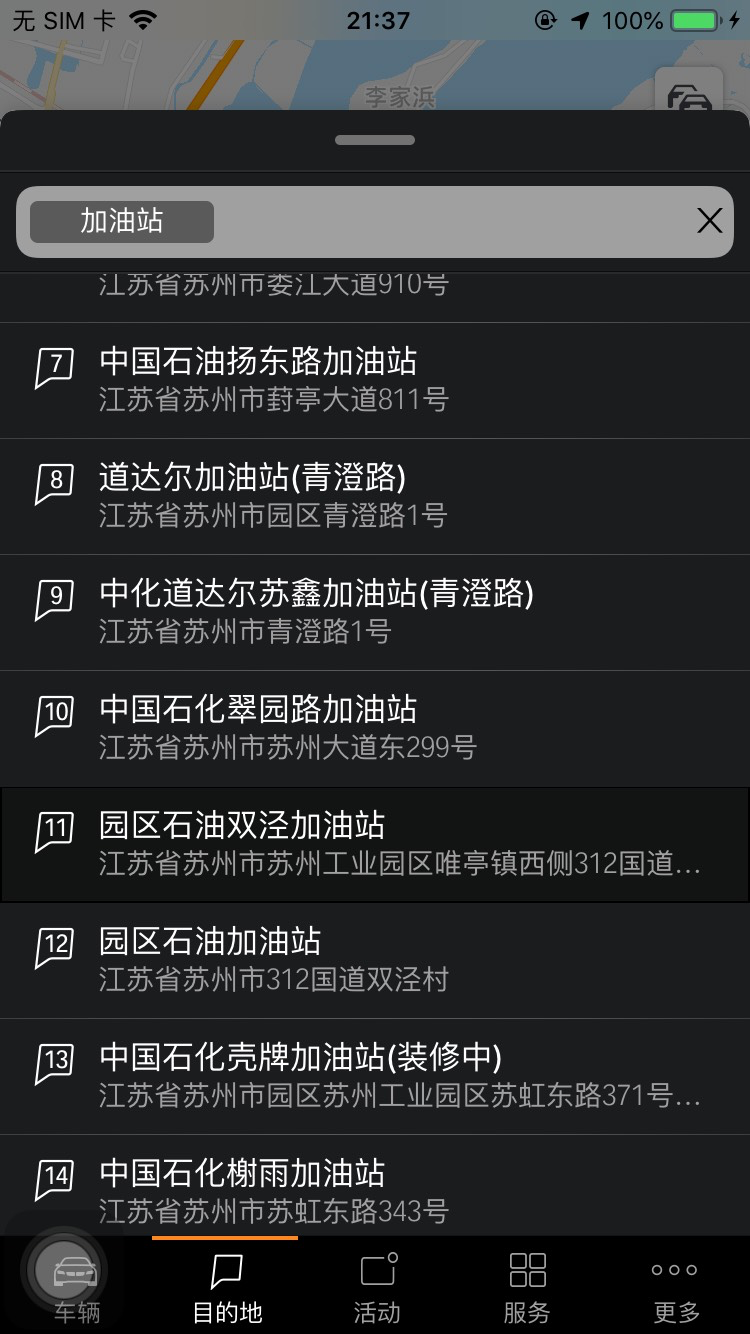 无 SIM 卡
21:37
100%
李家浜
加油站
江苏省苏州市娄江大道910号
7
中国石油扬东路加油站
江苏省苏州市葑亭大道811号
8
道达尔加油站(青澄路)
江苏省苏州市园区青澄路1号
9
中化道达尔苏鑫加油站(青澄路)
江苏省苏州市青澄路1号
10
中国石化翠园路加油站
江苏省苏州市苏州大道东299号
11
园区石油双泾加油站
江苏省苏州市苏州工业园区唯亭镇西侧312国道...
12
园区石油加油站
江苏省苏州市312国道双泾村
13
中国石化壳牌加油站(装修中)
江苏省苏州市园区苏州工业园区苏虹东路371号...
14
中国石化榭雨加油站
江苏省苏州市苏虹东路343号
车辆
目的地
活动
服务
更多